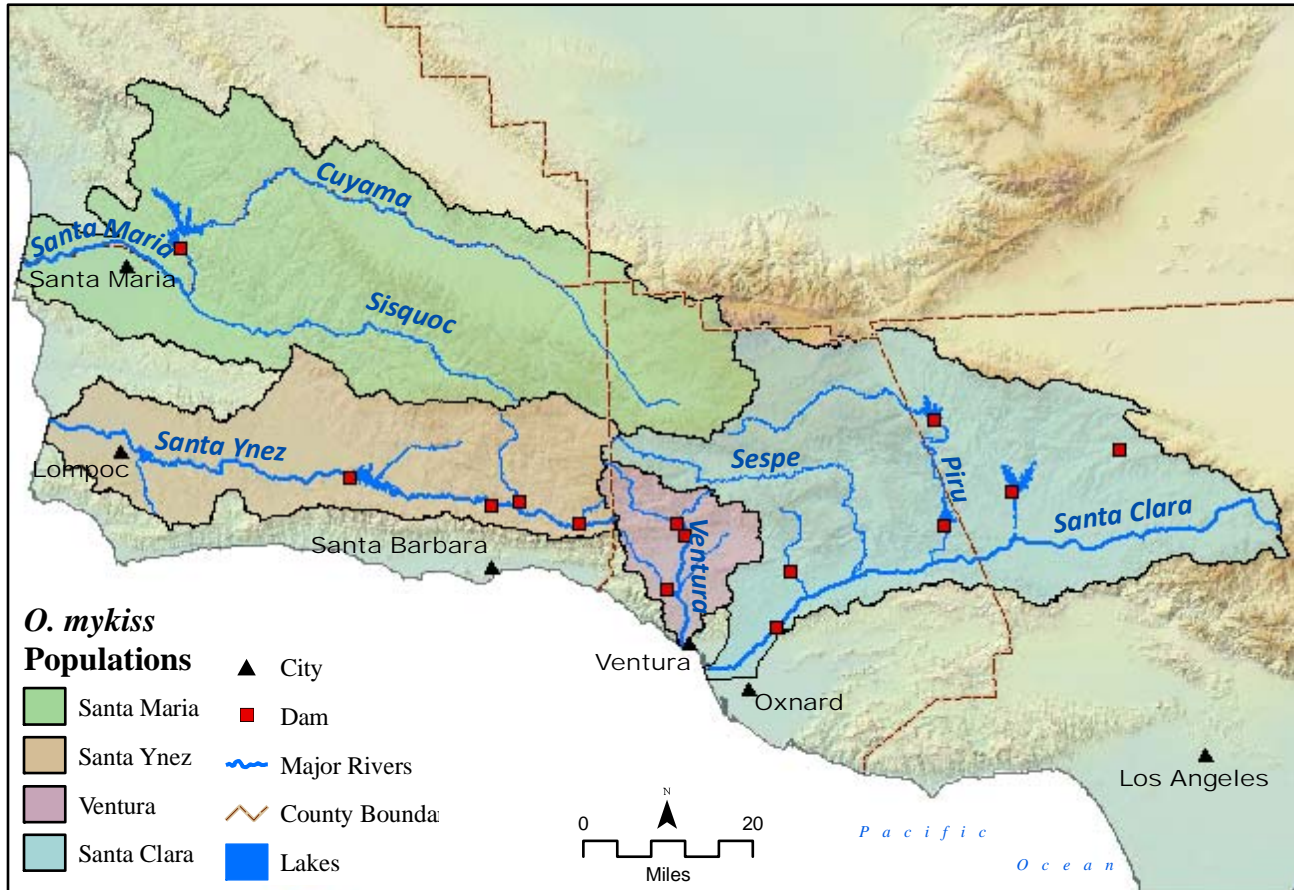 Cuyama
Santa Maria
Santa Maria
Sisquoc
Santa Ynez
Lompoc
Sespe
Piru
Santa Clara
Santa Barbara
Ventura
Ventura
Oxnard
Los Angeles
O. mykiss
Populations
Santa Maria
Santa Ynez
Ventura
Santa Clara
City
Dam
Major Rivers
County Bounda
Lakes
N
0 20
Miles
Pacific
Ocean